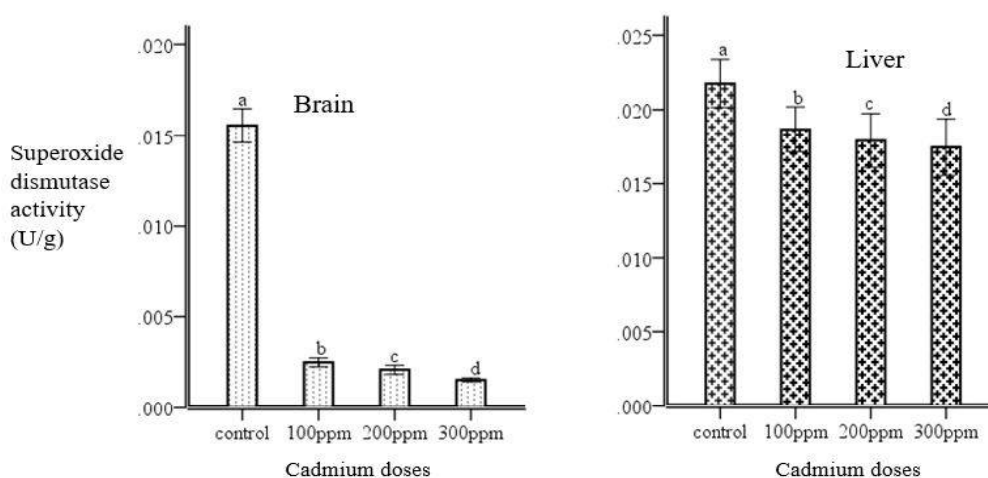 Superoxide
dismutase
activity
(U/g)
Brain
.020
.015
.010
.005
.000
a
b
c
d
control 100ppm 200ppm 300ppm
Cadmium doses
Liver
.025
.020
.015
.010
.005
.000
a
b
c
d
control 100ppm 200ppm 300ppm
Cadmium doses